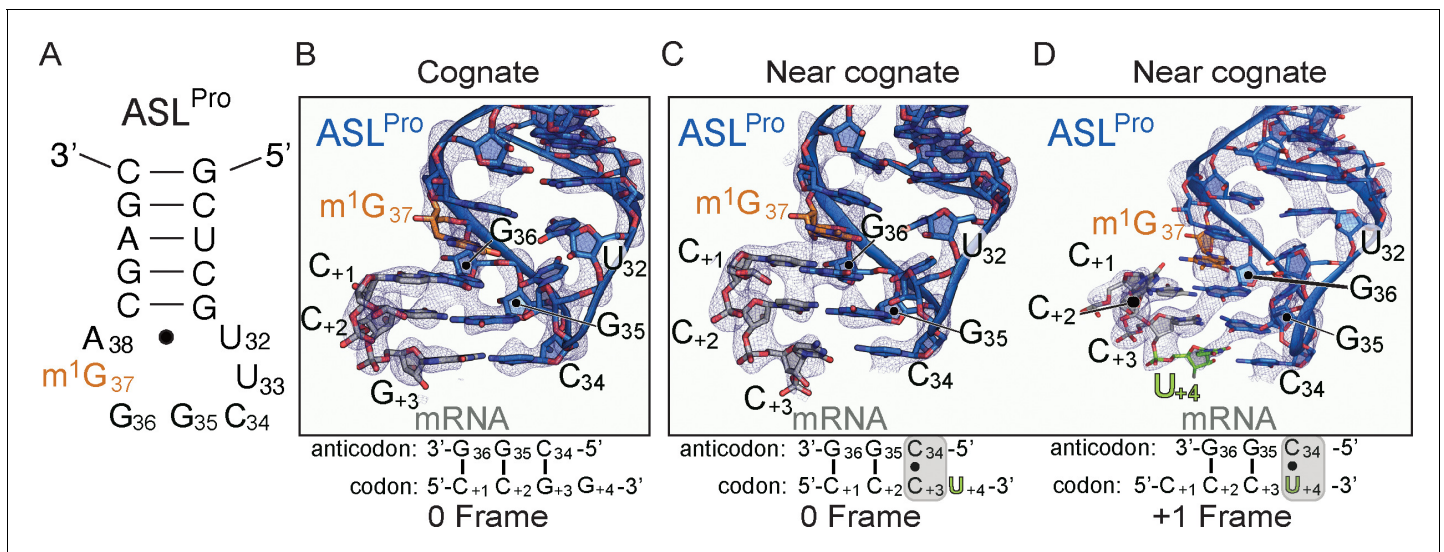 A
ASL^Pro
3’ 5’
C — G
G — C
A — U
G — C
C — G
A38 • U32
m¹G37 U33
G36 G35 C34
B
Cognate
ASL^Pro
m¹G37
G36
C+1
U32
C+2
G35
C34
G+3
mRNA
anticodon: 3’-G36 G35 C34 -5’
codon: 5’-C+1 C+2 G+3 G+4-3’
0 Frame
C
Near cognate
ASL^Pro
m¹G37
G36
C+1
U32
C+2
G35
C34
C+3
mRNA
anticodon: 3’-G36 G35 C34 -5’
codon: 5’-C+1 C+2 C+3 U+4-3’
0 Frame
D
Near cognate
ASL^Pro
m¹G37
C+1
U32
C+2
G36
C+3
G35
C34
U+4
mRNA
anticodon: 3’-G36 G35 C34 -5’
codon: 5’-C+1 C+2 C+3 U+4 -3’
+1 Frame